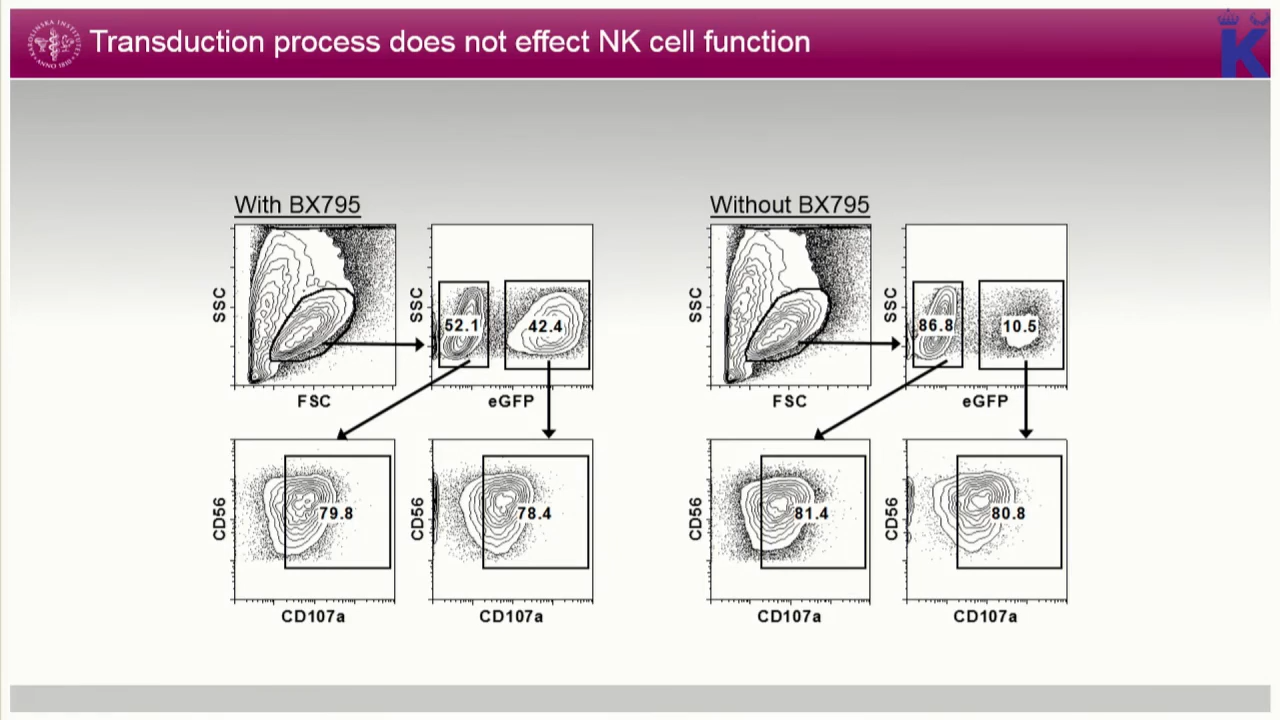 Transduction process does not effect NK cell function
K
With BX795
Without BX795
SSC
FSC
SSC
52.1
42.4
eGFP
SSC
FSC
SSC
86.8
10.5
eGFP
CD56
79.8
CD107a
CD56
78.4
CD107a
CD56
81.4
CD107a
CD56
80.8
CD107a